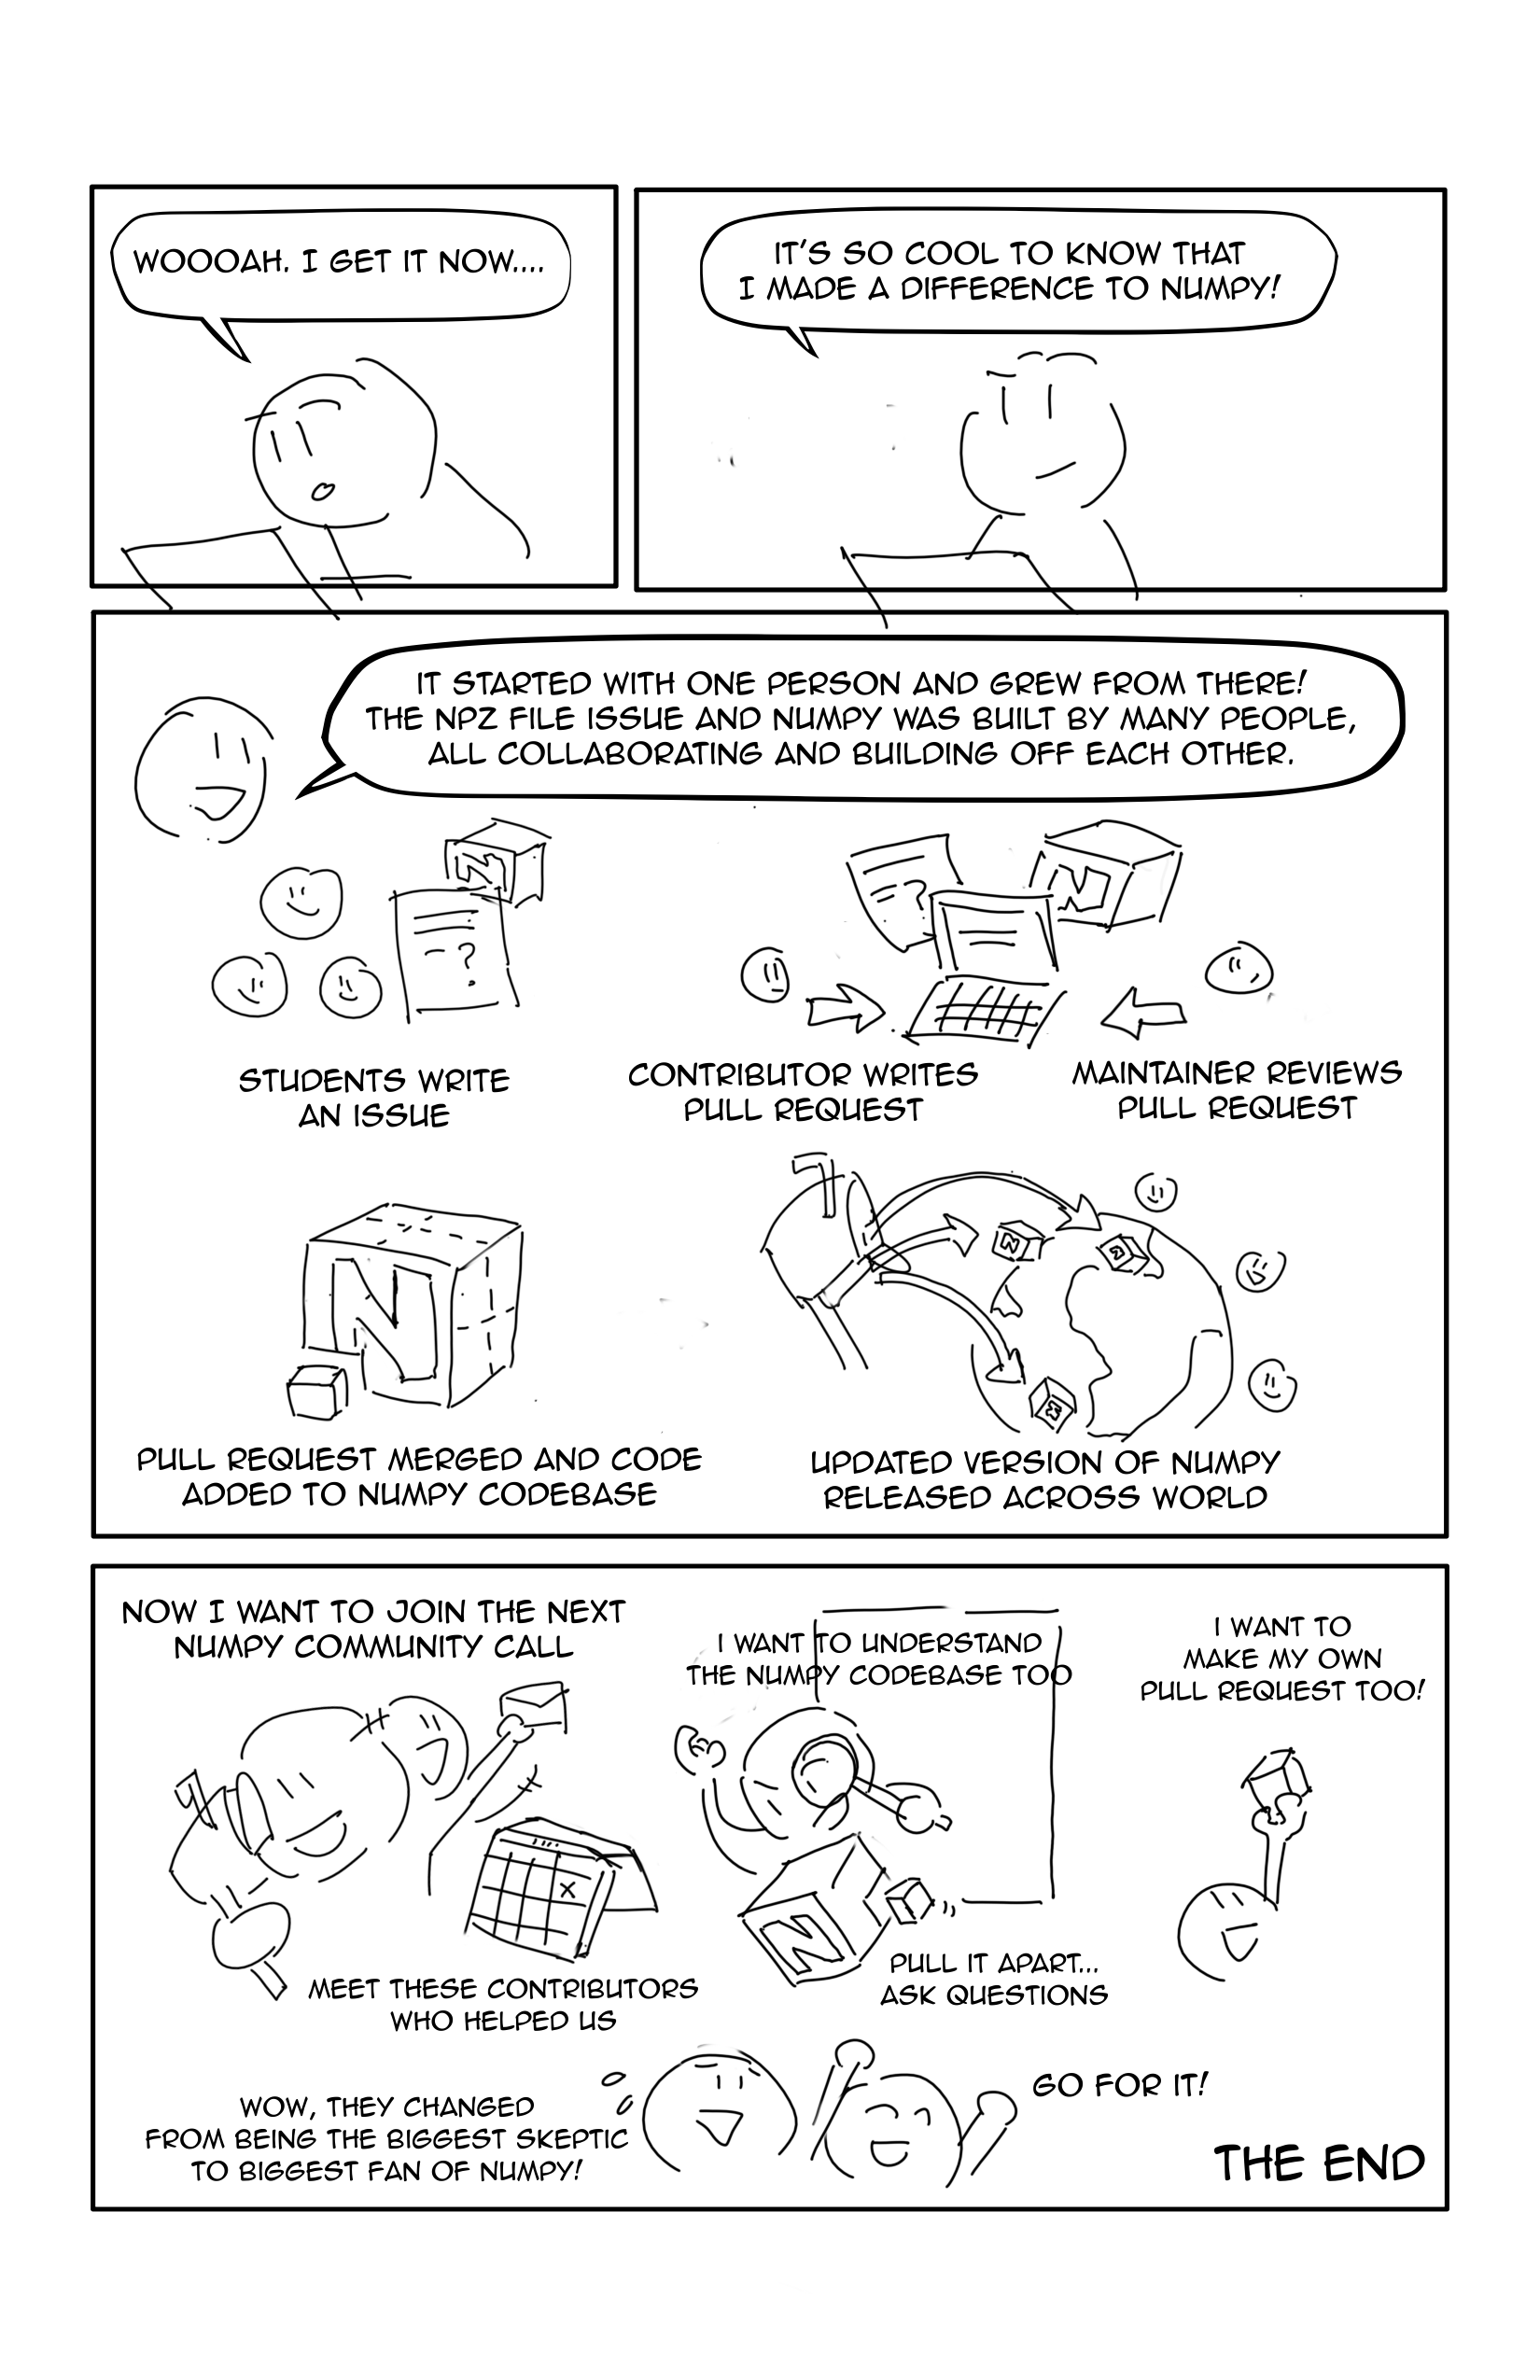 WOOOAH. I GET IT NOW....
IT'S SO COOL TO KNOW THAT
I MADE A DIFFERENCE TO NUMPY!
IT STARTED WITH ONE PERSON AND GREW FROM THERE!
THE NPZ FILE ISSUE AND NUMPY WAS BUILT BY MANY PEOPLE,
ALL COLLABORATING AND BUILDING OFF EACH OTHER.
N
?
STUDENTS WRITE
AN ISSUE
?
N
CONTRIBUTOR WRITES
PULL REQUEST
MAINTAINER REVIEWS
PULL REQUEST
N
PULL REQUEST MERGED AND CODE
ADDED TO NUMPY CODEBASE
N
N
N
UPDATED VERSION OF NUMPY
RELEASED ACROSS WORLD
NOW I WANT TO JOIN THE NEXT
NUMPY COMMUNITY CALL
X
MEET THESE CONTRIBUTORS
WHO HELPED US
I WANT TO UNDERSTAND
THE NUMPY CODEBASE TOO
N
PULL IT APART...
ASK QUESTIONS
I WANT TO
MAKE MY OWN
PULL REQUEST TOO!
WOW, THEY CHANGED
FROM BEING THE BIGGEST SKEPTIC
TO BIGGEST FAN OF NUMPY!
GO FOR IT!
THE END